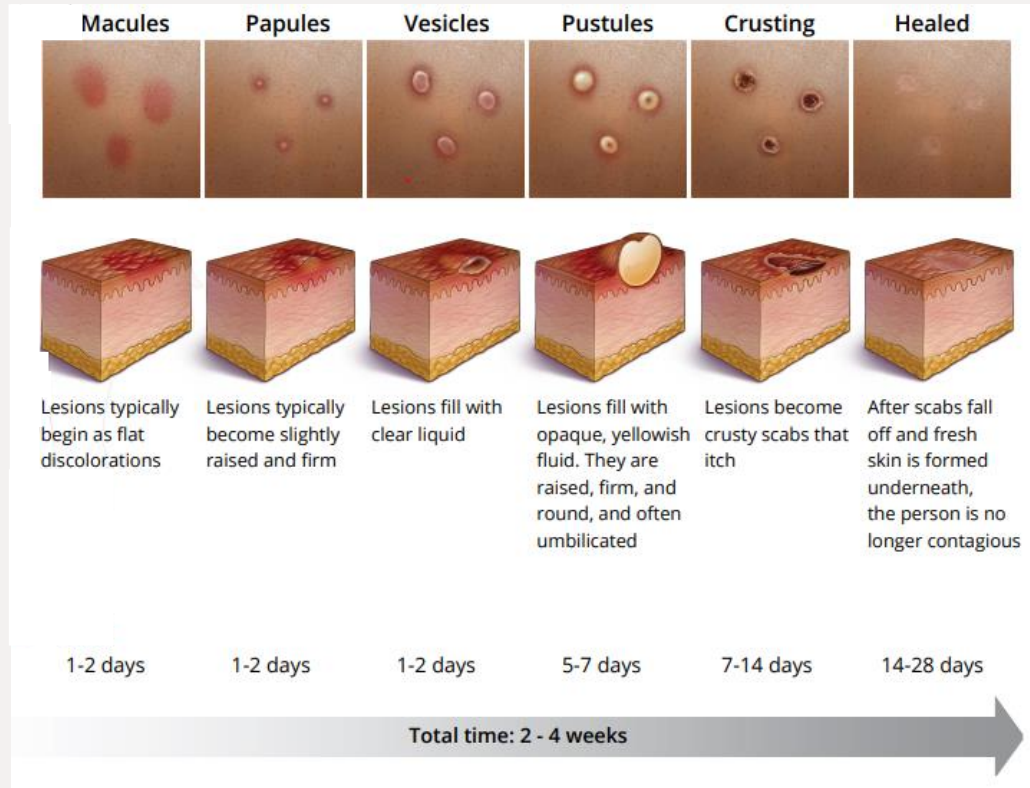 Macules
Papules
Vesicles
Pustules
Crusting
Healed
Lesions typically
begin as flat
discolorations
Lesions typically
become slightly
raised and firm
Lesions fill with
clear liquid
Lesions fill with
opaque, yellowish
fluid. They are
raised, firm, and
round, and often
umbilicated
Lesions become
crusty scabs that
itch
After scabs fall
off and fresh
skin is formed
underneath,
the person is no
longer contagious
1-2 days
1-2 days
1-2 days
5-7 days
7-14 days
14-28 days
Total time: 2 - 4 weeks